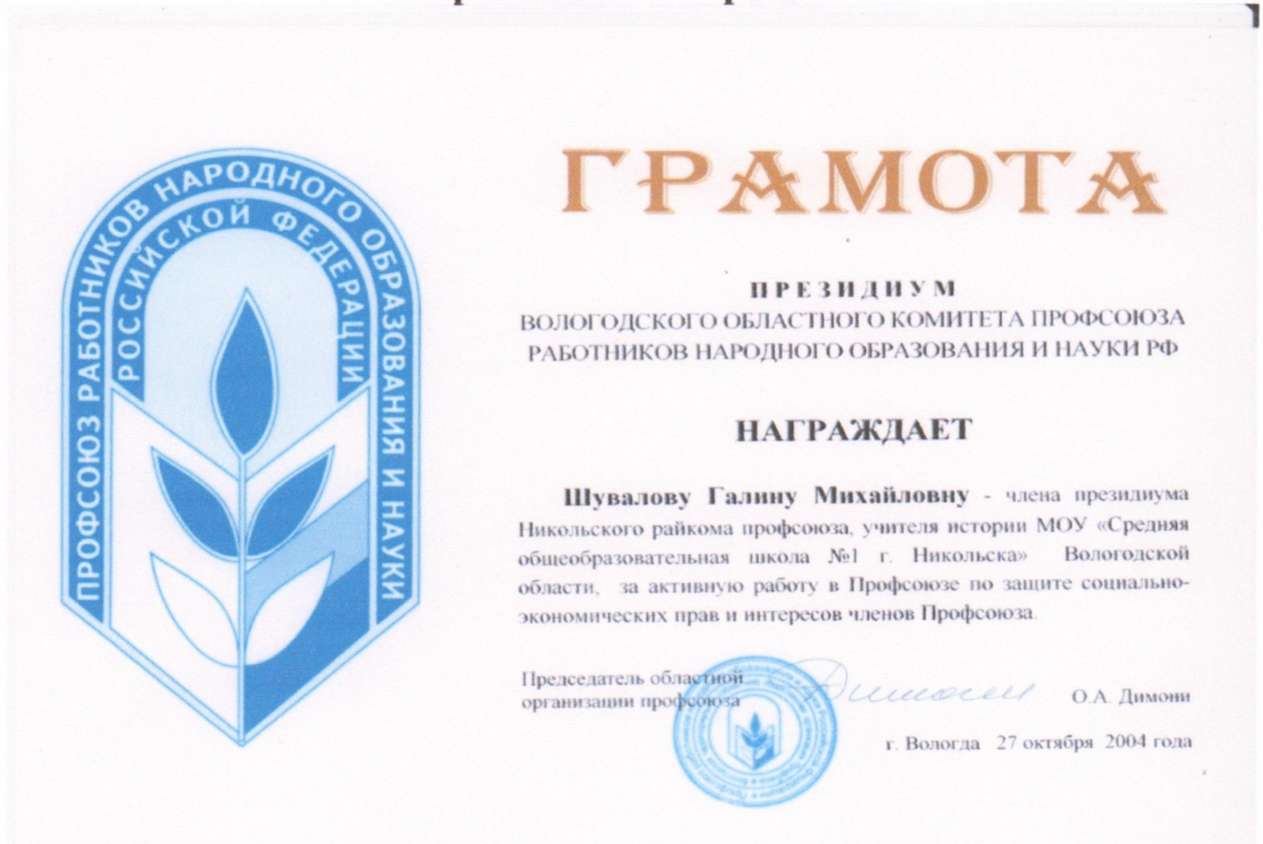 ПРОФСОЮЗ РАБОТНИКОВ НАРОДНОГО ОБРАЗОВАНИЯ И НАУКИ
РОССИЙСКОЙ ФЕДЕРАЦИИ
ГРАМОТА
ПРЕЗИДИУМ
ВОЛОГОДСКОГО ОБЛАСТНОГО КОМИТЕТА ПРОФСОЮЗА
РАБОТНИКОВ НАРОДНОГО ОБРАЗОВАНИЯ И НАУКИ РФ
НАГРАЖДАЕТ
Шувалову Галину Михайловну - члена президиума
Никольского райкома профсоюза, учителя истории МОУ «Средняя
общеобразовательная школа №1 г. Никольска» Вологодской
области, за активную работу в Профсоюзе по защите социально-
экономических прав и интересов членов Профсоюза.
Председатель областной
организации профсоюза
О.А. Димони
г. Вологда 27 октября 2004 года